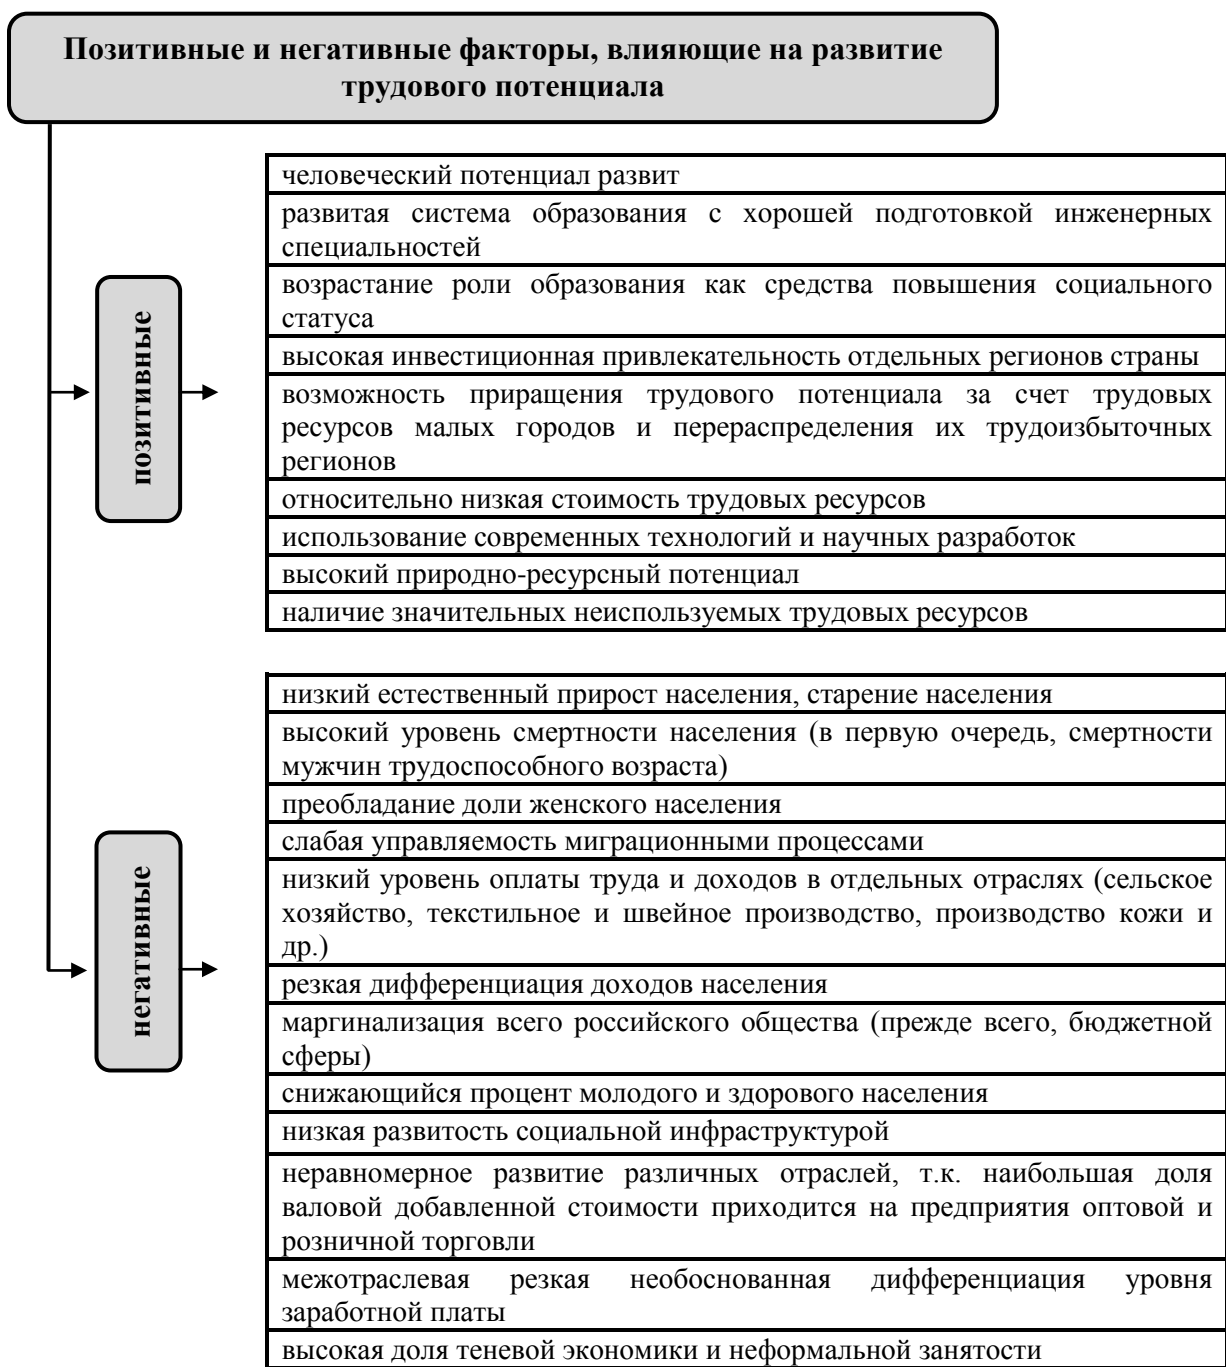 Позитивные и негативные факторы, влияющие на развитие
трудового потенциала
позитивные
человеческий потенциал развит
развитая система образования с хорошей подготовкой инженерных
специальностей
возрастание роли образования как средства повышения социального
статуса
высокая инвестиционная привлекательность отдельных регионов страны
возможность приращения трудового потенциала за счет трудовых
ресурсов малых городов и перераспределения их трудоизбыточных
регионов
относительно низкая стоимость трудовых ресурсов
использование современных технологий и научных разработок
высокий природно-ресурсный потенциал
наличие значительных неиспользуемых трудовых ресурсов
негативные
низкий естественный прирост населения, старение населения
высокий уровень смертности населения (в первую очередь, смертности
мужчин трудоспособного возраста)
преобладание доли женского населения
слабая управляемость миграционными процессами
низкий уровень оплаты труда и доходов в отдельных отраслях (сельское
хозяйство, текстильное и швейное производство, производство кожи и
др.)
резкая дифференциация доходов населения
маргинализация всего российского общества (прежде всего, бюджетной
сферы)
снижающийся процент молодого и здорового населения
низкая развитость социальной инфраструктурой
неравномерное развитие различных отраслей, т.к. наибольшая доля
валовой добавленной стоимости приходится на предприятия оптовой и
розничной торговли
межотраслевая резкая необоснованная дифференциация уровня
заработной платы
высокая доля теневой экономики и неформальной занятости